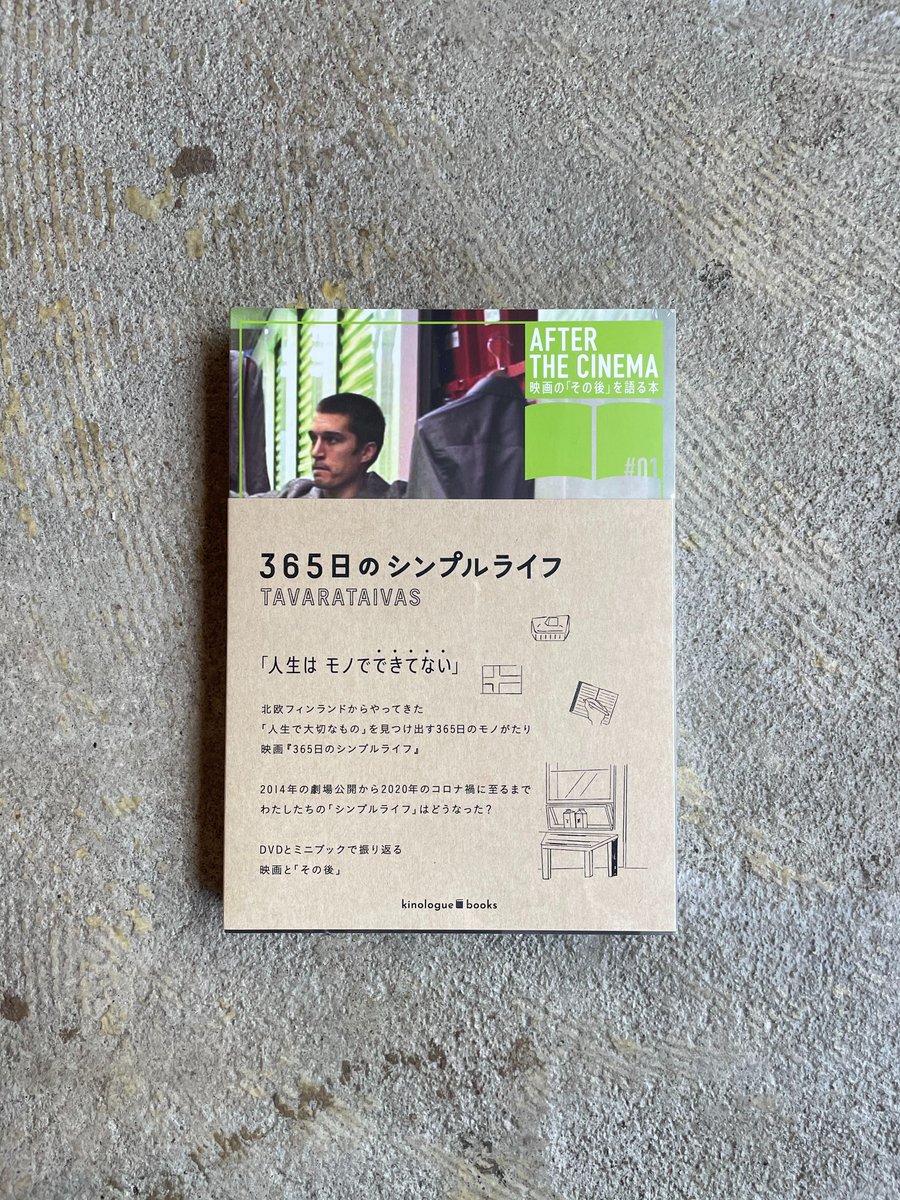 AFTER
THE CINEMA
映画の「その後」を語る本
#01
365日のシンプルライフ
TAVARATAIVAS
「人生は モノでできてない」
北欧フィンランドからやってきた
「人生で大切なもの」を見つけ出す365日のモノがたり
映画『365日のシンプルライフ』
2014年の劇場公開から2020年のコロナ禍に至るまで
わたしたちの「シンプルライフ」はどうなった?
DVDとミニブックで振り返る
映画と「その後」
kinologue books